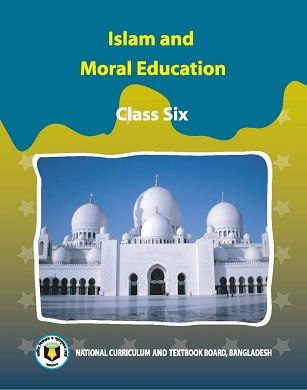 Islam and
Moral Education
Class Six
NATIONAL CURRICULUM AND TEXTBOOK BOARD, BANGLADESH